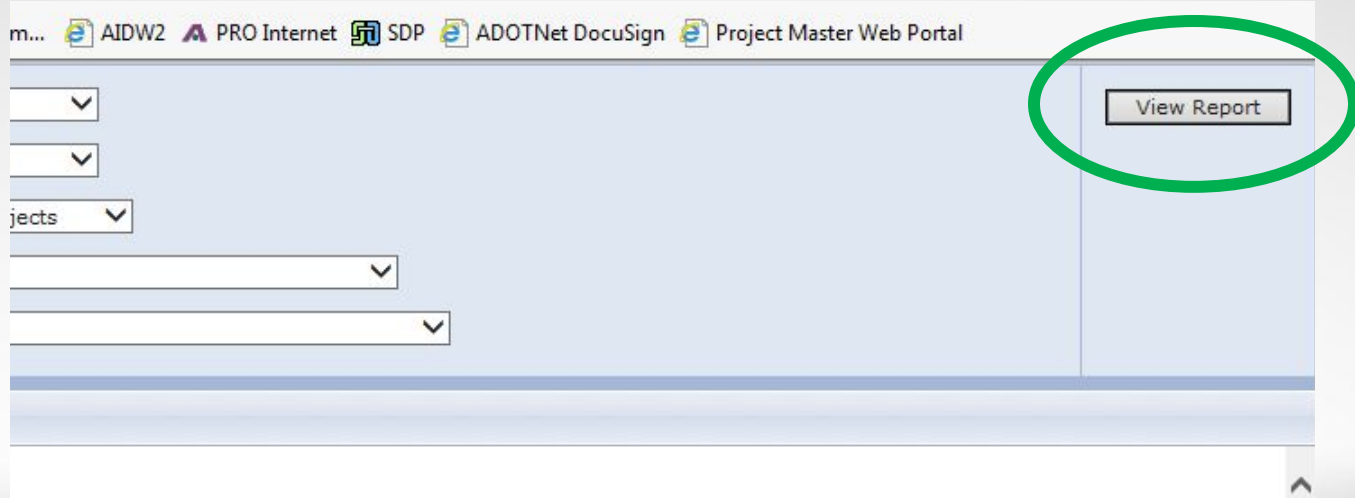 m... AIDW2 PRO Internet SDP ADOTNet DocuSign Project Master Web Portal
View Report
jects